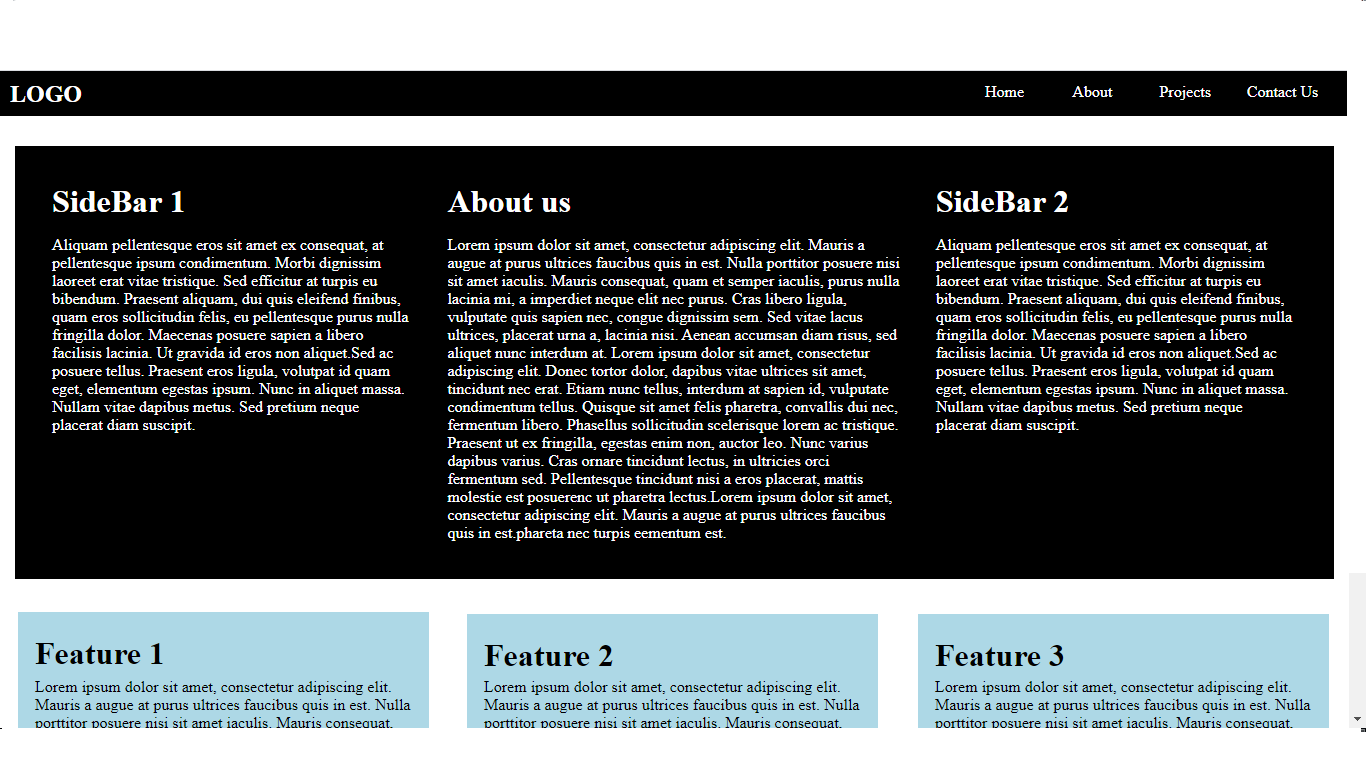 LOGO
Home
About
Projects
Contact Us
SideBar 1
Aliquam pellentesque eros sit amet ex consequat, at
pellentesque ipsum condimentum. Morbi dignissim
laoreet erat vitae tristique. Sed efficitur at turpis eu
bibendum. Praesent aliquam, dui quis eleifend finibus,
quam eros sollicitudin felis, eu pellentesque purus nulla
fringilla dolor. Maecenas posuere sapien a libero
facilisis lacinia. Ut gravida id eros non aliquet.Sed ac
posuere tellus. Praesent eros ligula, volutpat id quam
eget, elementum egestas ipsum. Nunc in aliquet massa.
Nullam vitae dapibus metus. Sed pretium neque
placerat diam suscipit.
About us
Lorem ipsum dolor sit amet, consectetur adipiscing elit. Mauris a
augue at purus ultrices faucibus quis in est. Nulla porttitor posuere nisi
sit amet iaculis. Mauris consequat, quam et semper iaculis, purus nulla
lacinia mi, a imperdiet neque elit nec purus. Cras libero ligula,
vulputate quis sapien nec, congue dignissim sem. Sed vitae lacus
ultrices, placerat urna a, lacinia nisi. Aenean accumsan diam risus, sed
aliquet nunc interdum at. Lorem ipsum dolor sit amet, consectetur
adipiscing elit. Donec tortor dolor, dapibus vitae ultrices sit amet,
tincidunt nec erat. Etiam nunc tellus, interdum at sapien id, vulputate
condimentum tellus. Quisque sit amet felis pharetra, convallis dui nec,
fermentum libero. Phasellus sollicitudin scelerisque lorem ac tristique.
Praesent ut ex fringilla, egestas enim non, auctor leo. Nunc varius
dapibus varius. Cras ornare tincidunt lectus, in ultricies orci
fermentum sed. Pellentesque tincidunt nisi a eros placerat, mattis
molestie est posuerenc ut pharetra lectus.Lorem ipsum dolor sit amet,
consectetur adipiscing elit. Mauris a augue at purus ultrices faucibus
quis in est.phareta nec turpis eementum est.
SideBar 2
Aliquam pellentesque eros sit amet ex consequat, at
pellentesque ipsum condimentum. Morbi dignissim
laoreet erat vitae tristique. Sed efficitur at turpis eu
bibendum. Praesent aliquam, dui quis eleifend finibus,
quam eros sollicitudin felis, eu pellentesque purus nulla
fringilla dolor. Maecenas posuere sapien a libero
facilisis lacinia. Ut gravida id eros non aliquet.Sed ac
posuere tellus. Praesent eros ligula, volutpat id quam
eget, elementum egestas ipsum. Nunc in aliquet massa.
Nullam vitae dapibus metus. Sed pretium neque
placerat diam suscipit.
Feature 1
Lorem ipsum dolor sit amet, consectetur adipiscing elit.
Mauris a augue at purus ultrices faucibus quis in est. Nulla
porttitor posuere nisi sit amet iaculis. Mauris consequat,
Feature 2
Lorem ipsum dolor sit amet, consectetur adipiscing elit.
Mauris a augue at purus ultrices faucibus quis in est. Nulla
porttitor posuere nisi sit amet iaculis. Mauris consequat,
Feature 3
Lorem ipsum dolor sit amet, consectetur adipiscing elit.
Mauris a augue at purus ultrices faucibus quis in est. Nulla
porttitor posuere nisi sit amet iaculis. Mauris consequat,